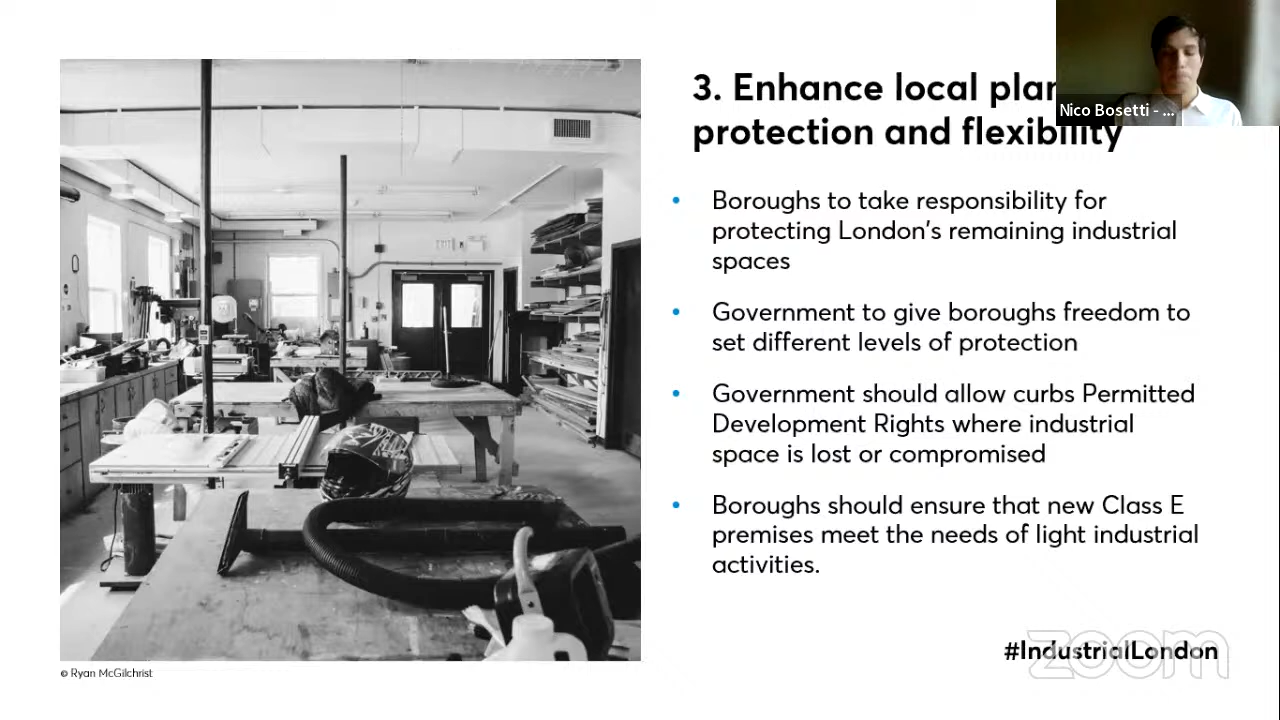 3. Enhance local
protection and flexibility
Nico Bosetti - ...
• Boroughs to take responsibility for
protecting London's remaining industrial
spaces
• Government to give boroughs freedom to
set different levels of protection
• Government should allow curbs Permitted
Development Rights where industrial
space is lost or compromised
• Boroughs should ensure that new Class E
premises meet the needs of light industrial
activities.
#IndustrialLondon
zoom
© Ryan McGilchrist